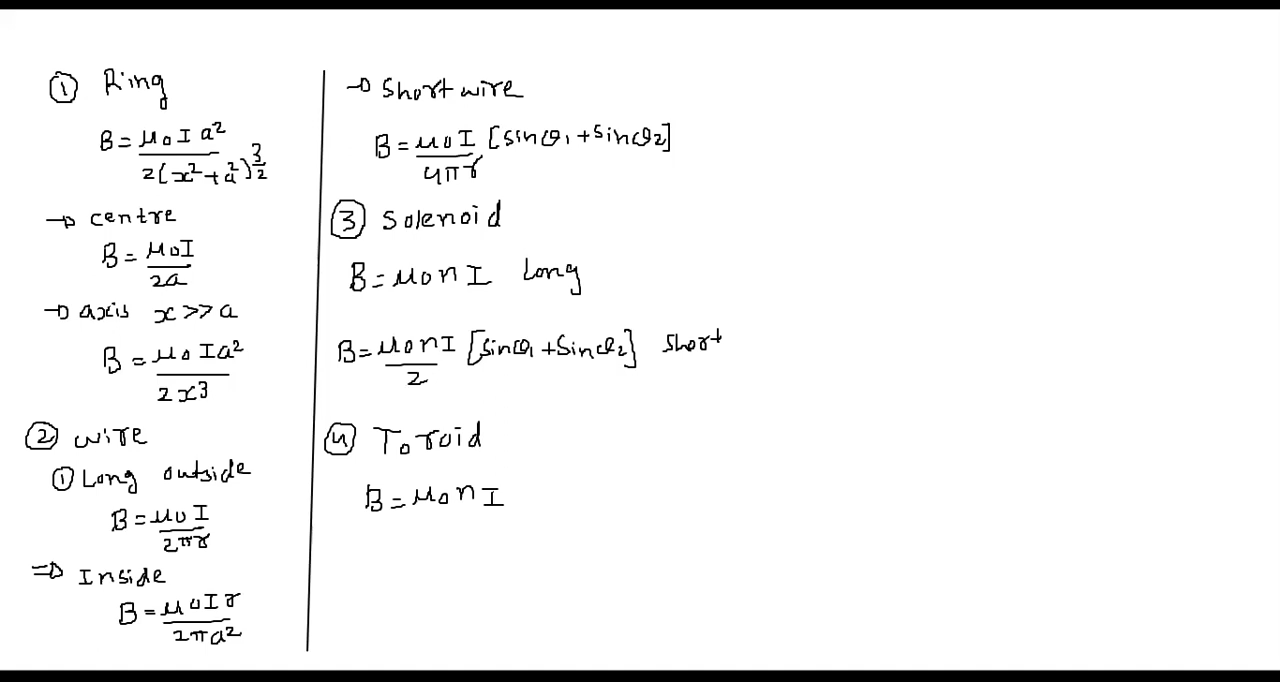 ① Ring
B = μ₀ I a² / 2(x² + a²)^3/2
→ centre
B = μ₀I / 2a
→ axis x >> a
B = μ₀ I a² / 2x³
② wire
① Long outside
B = μ₀ I / 2πr
⇒ Inside
B = μ₀ I r / 2πa²
→ Short wire
B = μ₀ I / 4πr [sinθ₁ + sinθ₂]
③ Solenoid
B = μ₀ n I Long
B = μ₀ n I / 2 [sinθ₁ + sinθ₂] Short
④ Toroid
B = μ₀ n I